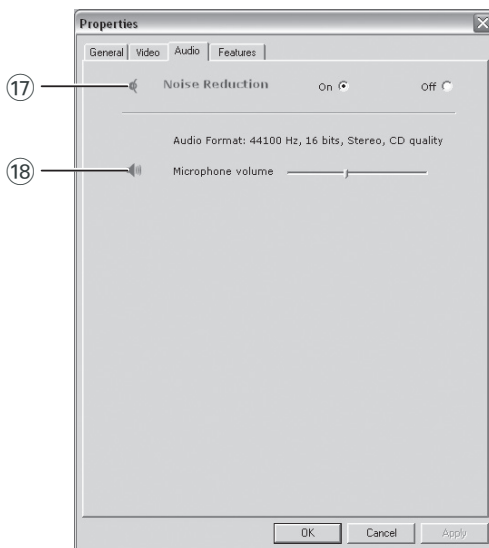 Properties
General Video Audio Features
⑰ Noise Reduction On Off
Audio Format: 44100 Hz, 16 bits, Stereo, CD quality
⑱ Microphone volume
OK Cancel Apply